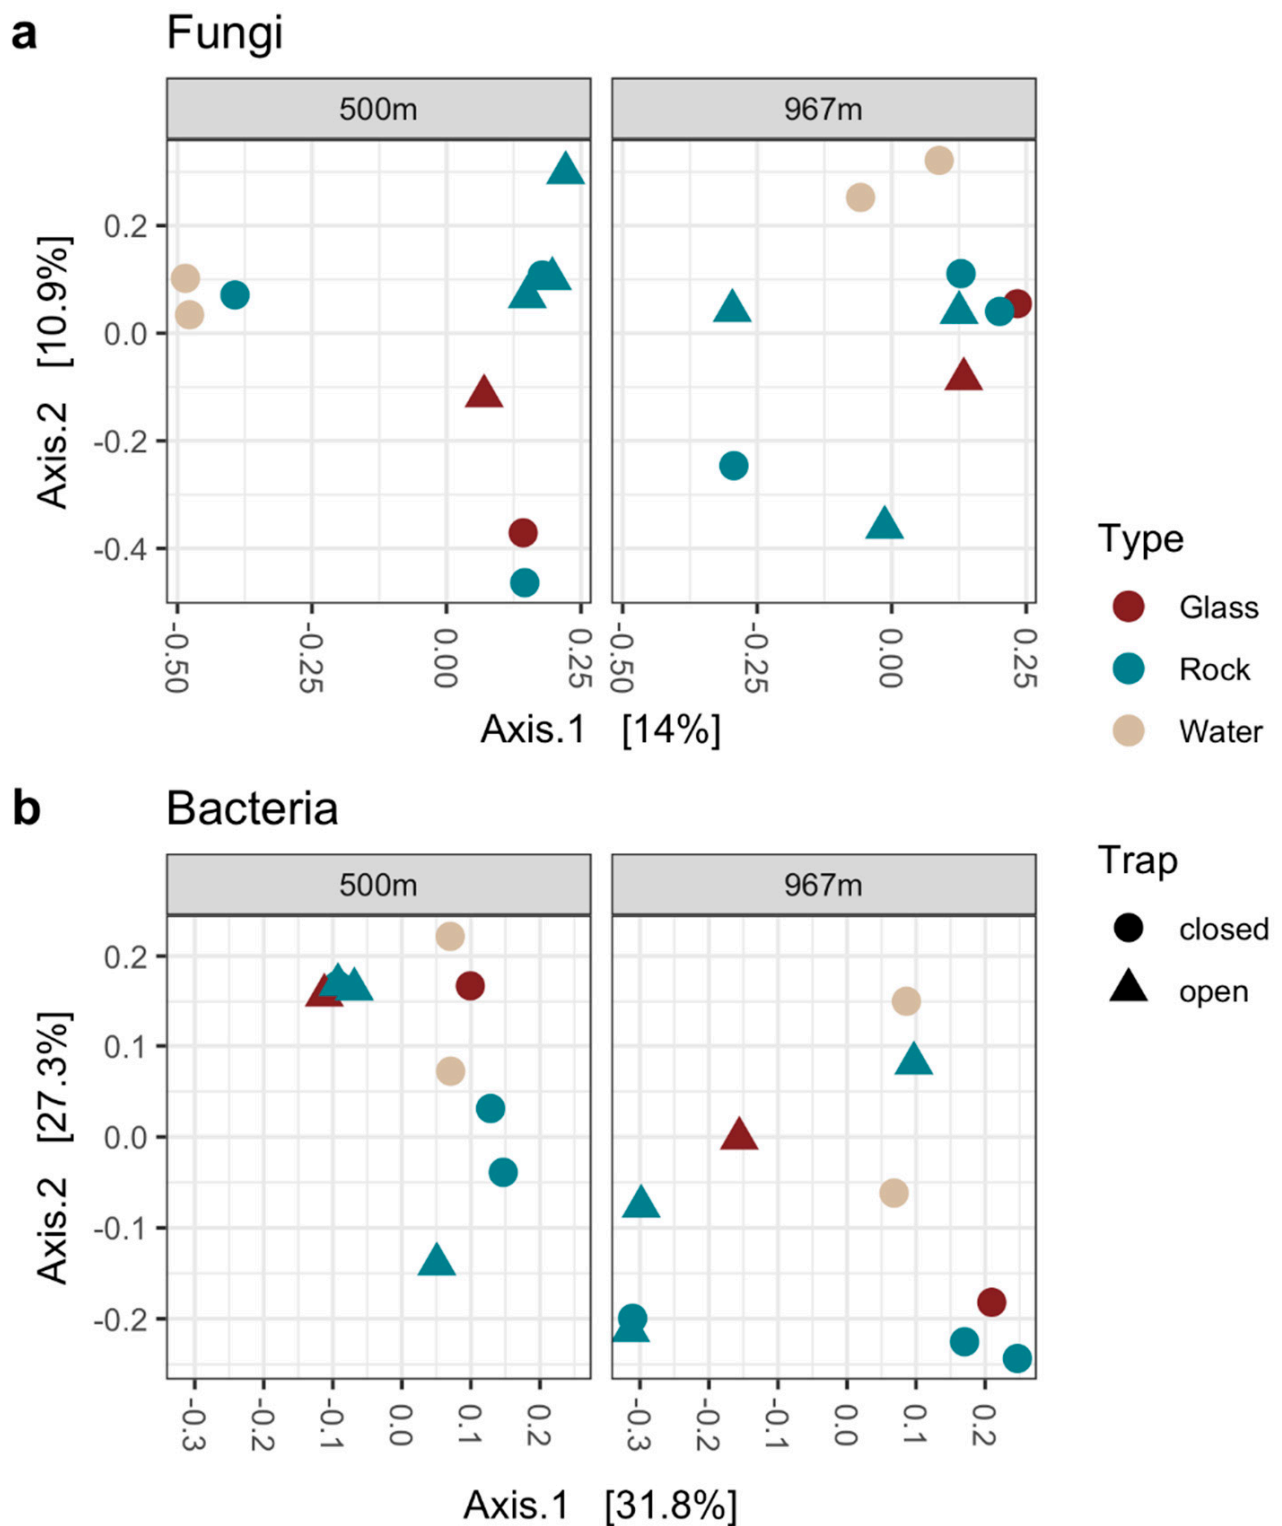 a Fungi
500m 967m
0.2
0.0
-0.2
-0.4
Axis.2 [10.9%]
-0.50 -0.25 0.00 0.25 -0.50 -0.25 0.00 0.25
Axis.1 [14%]
Type
Glass
Rock
Water
b Bacteria
500m 967m
0.2
0.1
0.0
-0.1
-0.2
Axis.2 [27.3%]
-0.3 -0.2 -0.1 0.0 0.1 0.2 -0.3 -0.2 -0.1 0.0 0.1 0.2
Axis.1 [31.8%]
Trap
closed
open